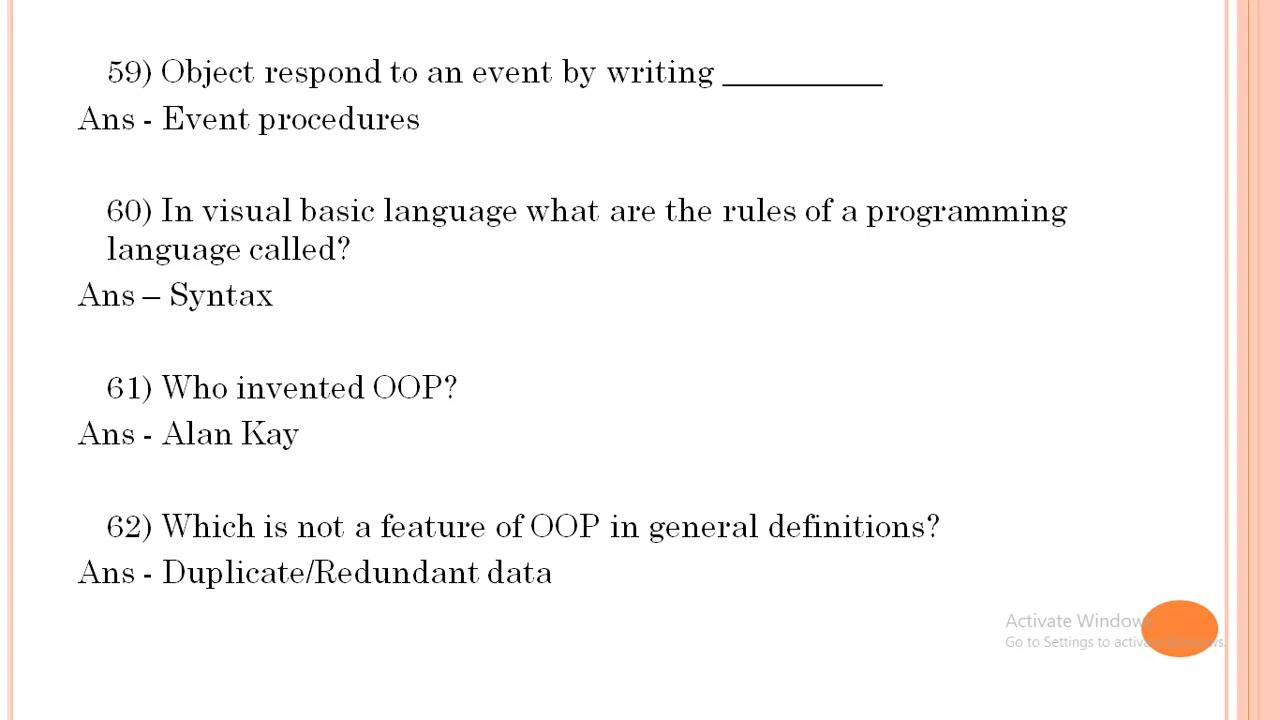 59) Object respond to an event by writing __________
Ans - Event procedures
60) In visual basic language what are the rules of a programming
language called?
Ans – Syntax
61) Who invented OOP?
Ans - Alan Kay
62) Which is not a feature of OOP in general definitions?
Ans - Duplicate/Redundant data
Activate Windows
Go to Settings to activate Windows.